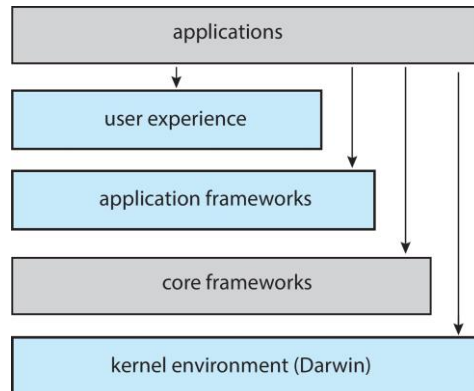 applications
user experience
application frameworks
core frameworks
kernel environment (Darwin)